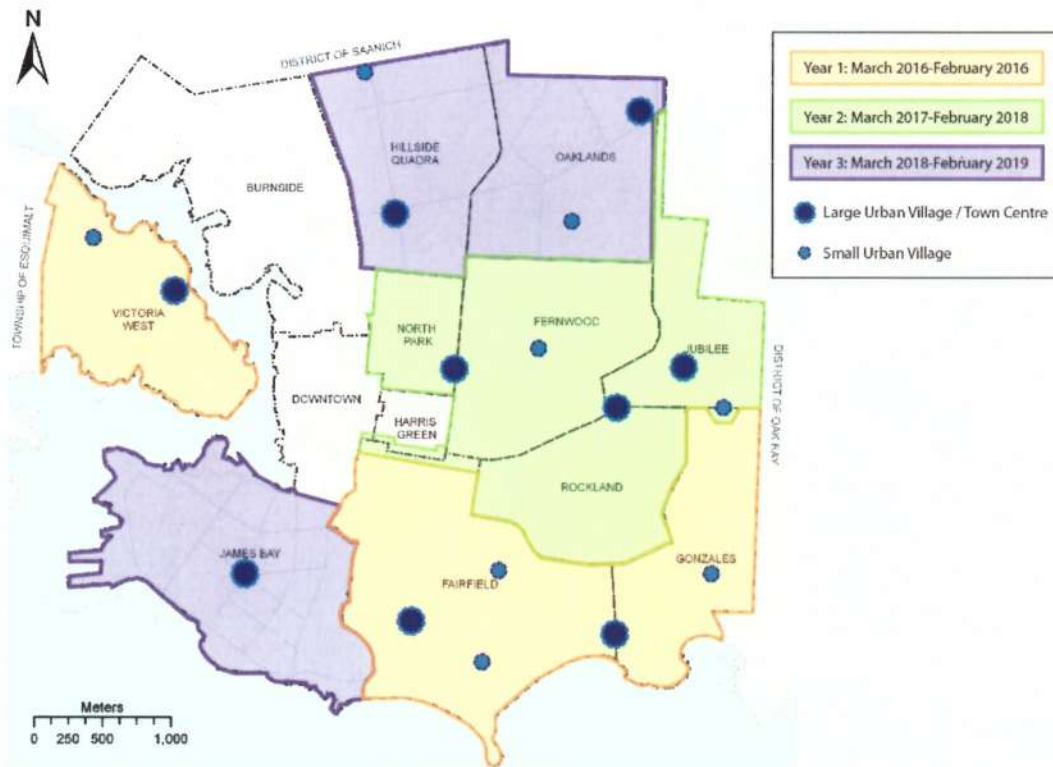 N
DISTRICT OF SAANICH
Year 1: March 2016-February 2016
Year 2: March 2017-February 2018
Year 3: March 2018-February 2019
Large Urban Village / Town Centre
Small Urban Village
HILLSIDE
QUADRA
OAKLANDS
BURNSIDE
TOWNSHIP OF ESQUIMALT
VICTORIA
WEST
NORTH
PARK
FERNWOOD
JUBILEE
DISTRICT OF OAK BAY
DOWNTOWN
HARRIS
GREEN
ROCKLAND
JAMES BAY
FAIRFIELD
GONZALES
Meters
0 250 500 1,000